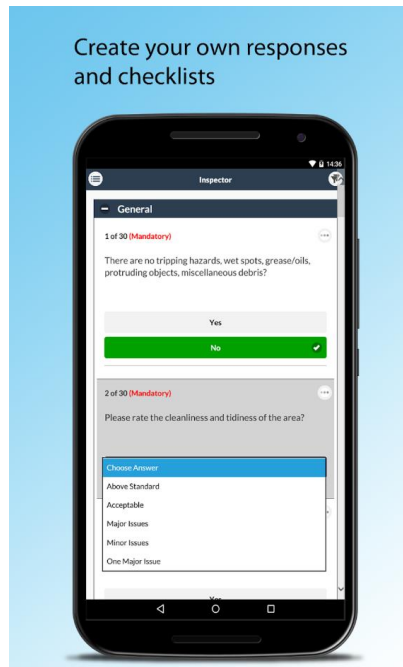 Create your own responses
and checklists
14:36
Inspector
General
1 of 30 (Mandatory)
There are no tripping hazards, wet spots, grease/oils,
protruding objects, miscellaneous debris?
Yes
No
2 of 30 (Mandatory)
Please rate the cleanliness and tidiness of the area?
Choose Answer
Above Standard
Acceptable
Major Issues
Minor Issues
One Major Issue
Yes